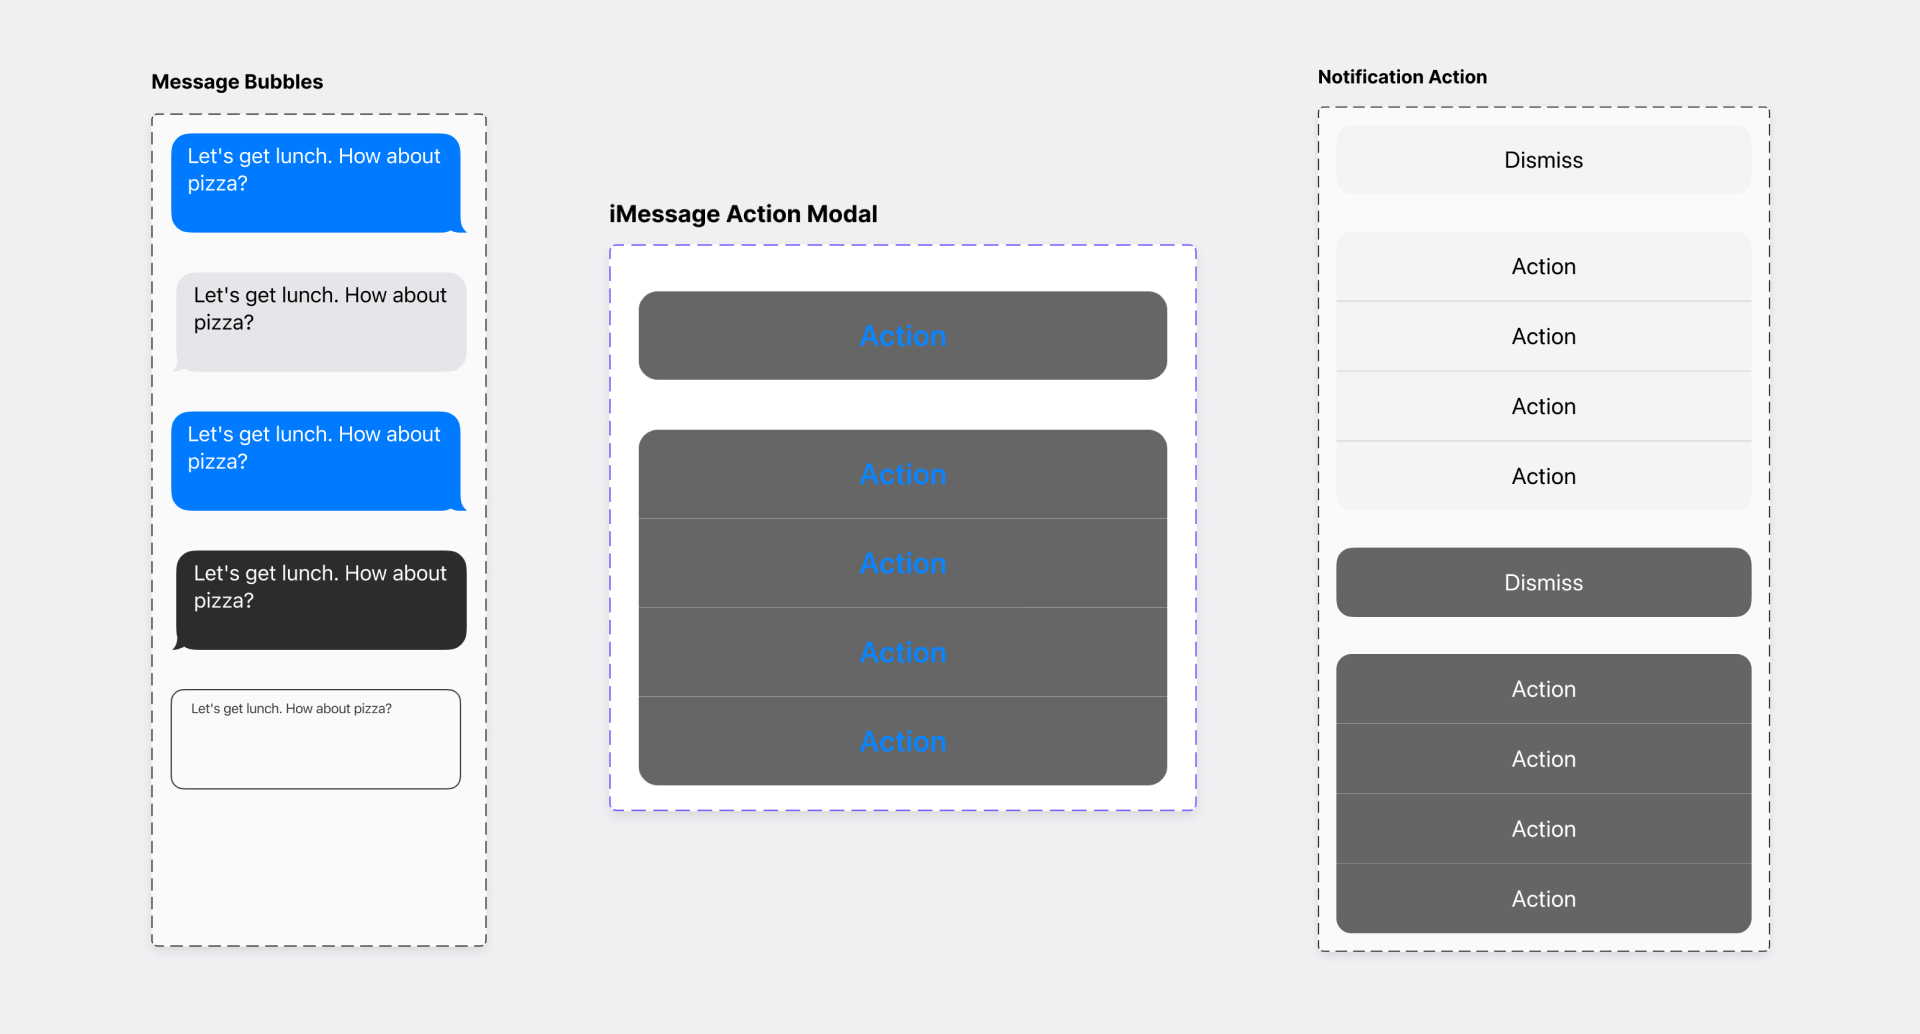 Message Bubbles
Let's get lunch. How about
pizza?
Let's get lunch. How about
pizza?
Let's get lunch. How about
pizza?
Let's get lunch. How about
pizza?
Let's get lunch. How about pizza?
iMessage Action Modal
Action
Action
Action
Action
Action
Notification Action
Dismiss
Action
Action
Action
Action
Dismiss
Action
Action
Action
Action